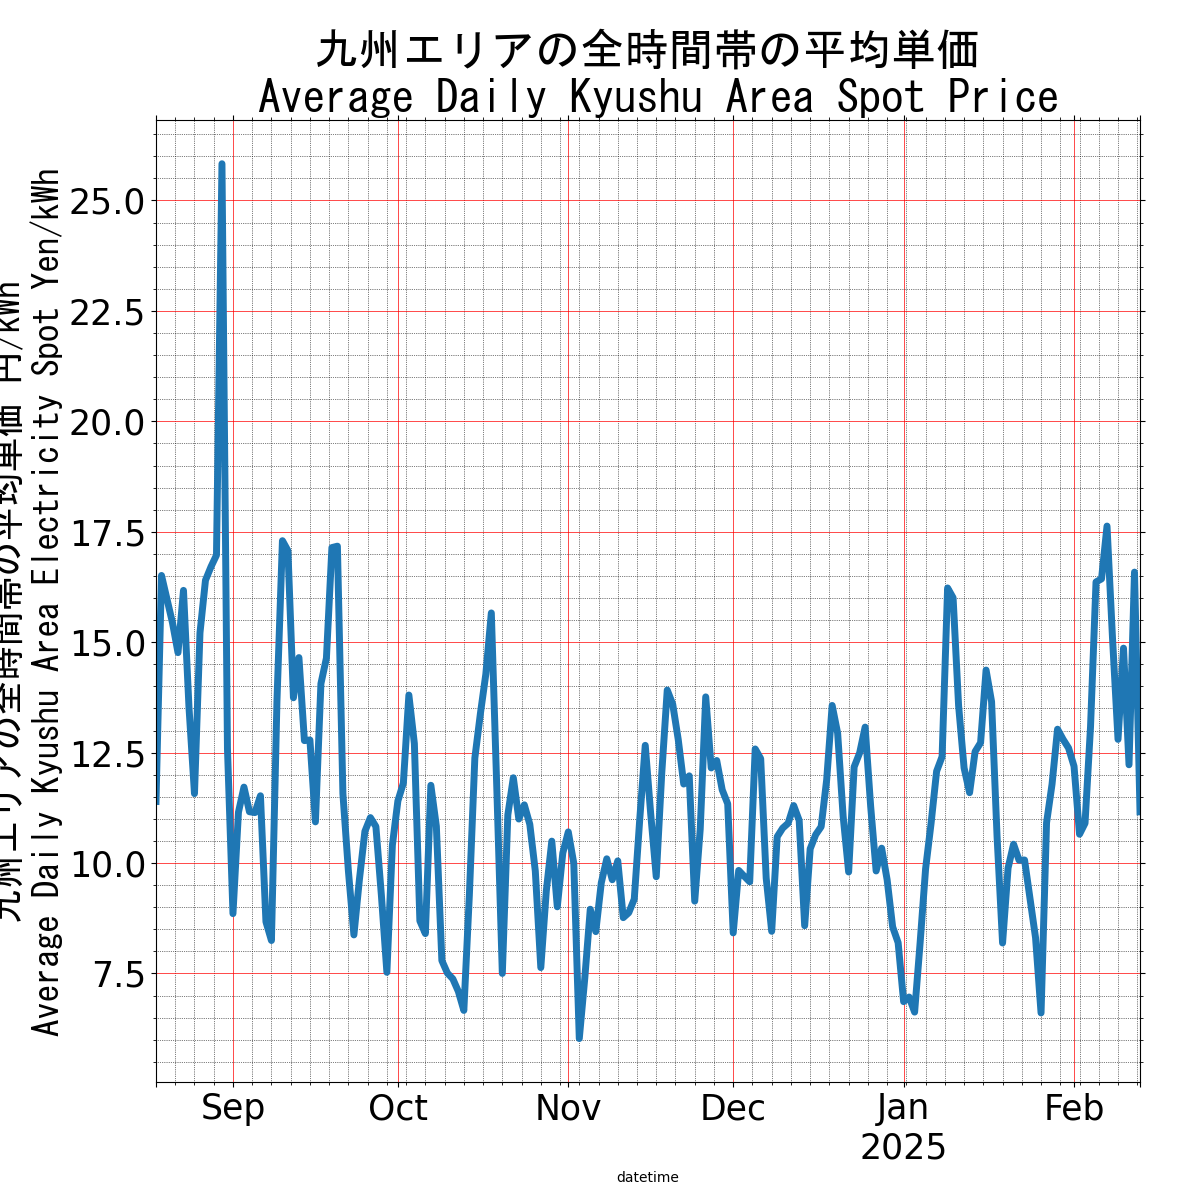 九州エリアの全時間帯の平均単価
Average Daily Kyushu Area Spot Price
九州エリアの全時間帯の平均単価 円/kWh
Average Daily Kyushu Area Electricity Spot Yen/kWh
25.0
22.5
20.0
17.5
15.0
12.5
10.0
7.5
Sep
Oct
Nov
Dec
Jan
2025
Feb
datetime